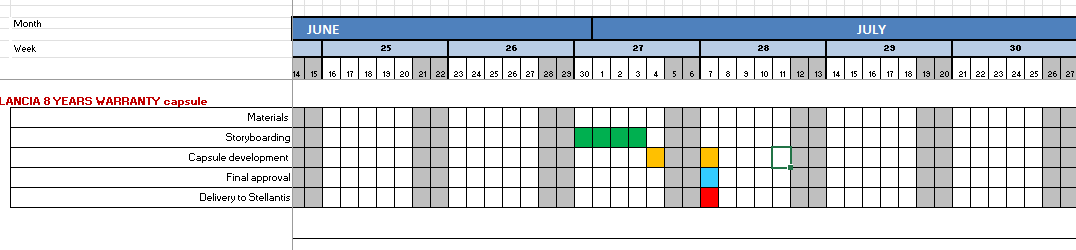 Month JUNE JULY
Week 25 26 27 28 29 30
14 15 16 17 18 19 20 21 22 23 24 25 26 27 28 29 30 1 2 3 4 5 6 7 8 9 10 11 12 13 14 15 16 17 18 19 20 21 22 23 24 25 26 27
LANCIA 8 YEARS WARRANTY capsule
Materials
Storyboarding
Capsule development
Final approval
Delivery to Stellantis